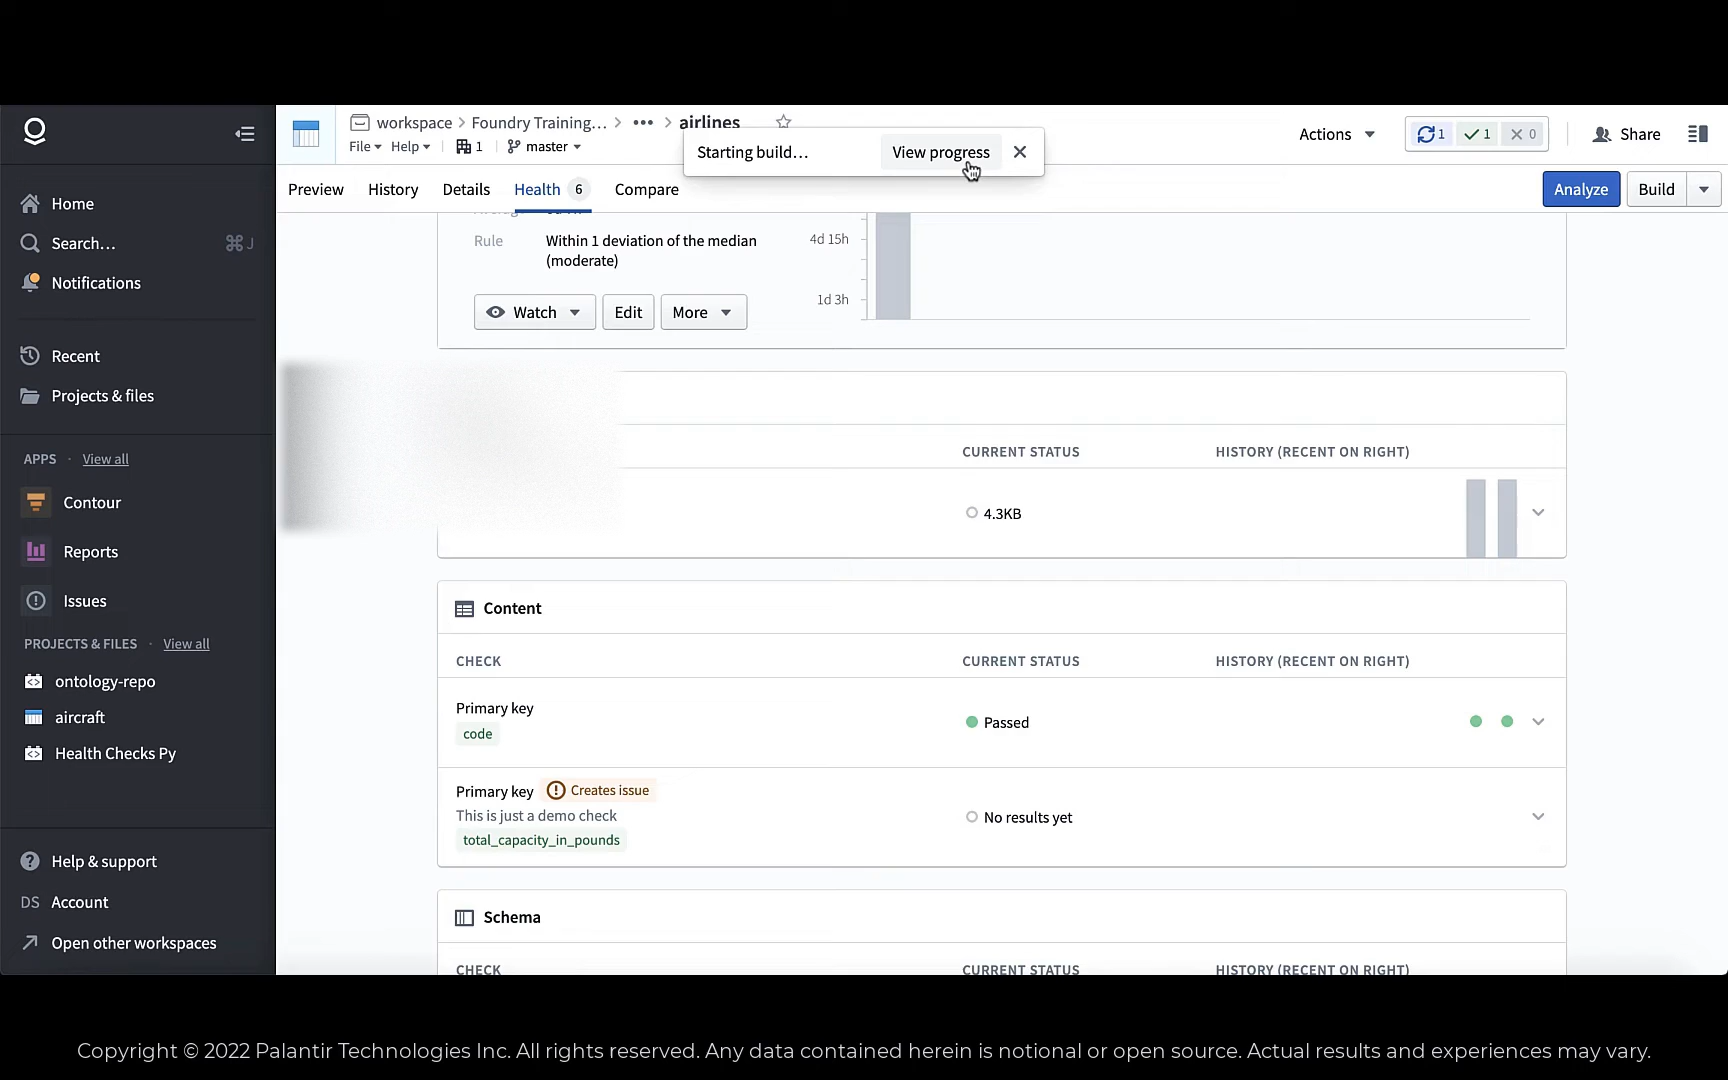 workspace > Foundry Training... > ••• > airlines
File Help 1 master
Starting build...
View progress
Actions
1 1 0
Share
Preview History Details Health 6 Compare
Analyze
Build
Home
Search... ⌘ J
Notifications
Recent
Projects & files
APPS · View all
Contour
Reports
Issues
PROJECTS & FILES · View all
ontology-repo
aircraft
Health Checks Py
Help & support
DS Account
Open other workspaces
Rule Within 1 deviation of the median
(moderate)
4d 15h
1d 3h
Watch Edit More
CURRENT STATUS HISTORY (RECENT ON RIGHT)
4.3KB
Content
CHECK CURRENT STATUS HISTORY (RECENT ON RIGHT)
Primary key
code
Passed
Primary key Creates issue
This is just a demo check
total_capacity_in_pounds
No results yet
Schema
CHECK CURRENT STATUS HISTORY (RECENT ON RIGHT)
Copyright © 2022 Palantir Technologies Inc. All rights reserved. Any data contained herein is notional or open source. Actual results and experiences may vary.